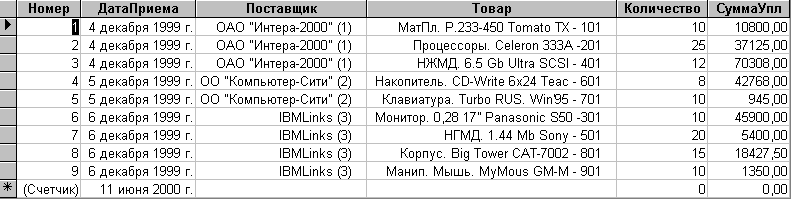 Номер ДатаПриема Поставщик Товар Количество СуммаУпл
1 4 декабря 1999 г. ОАО "Интера-2000" (1) МатПл. P.233-450 Tomato TX - 101 10 10800,00
2 4 декабря 1999 г. ОАО "Интера-2000" (1) Процессоры. Celeron 333A -201 25 37125,00
3 4 декабря 1999 г. ОАО "Интера-2000" (1) НЖМД. 6.5 Gb Ultra SCSI - 401 12 70308,00
4 5 декабря 1999 г. ОО "Компьютер-Сити" (2) Накопитель. CD-Write 6x24 Teac - 601 8 42768,00
5 5 декабря 1999 г. ОО "Компьютер-Сити" (2) Клавиатура. Turbo RUS. Win'95 - 701 10 945,00
6 6 декабря 1999 г. IBMLinks (3) Монитор. 0,28 17" Panasonic S50 -301 10 45900,00
7 6 декабря 1999 г. IBMLinks (3) НГМД. 1.44 Mb Sony - 501 20 5400,00
8 6 декабря 1999 г. IBMLinks (3) Корпус. Big Tower CAT-7002 - 801 15 18427,50
9 6 декабря 1999 г. IBMLinks (3) Манип. Мышь. MyMous GM-M - 901 10 1350,00
(Счетчик) 11 июня 2000 г. 0 0,00